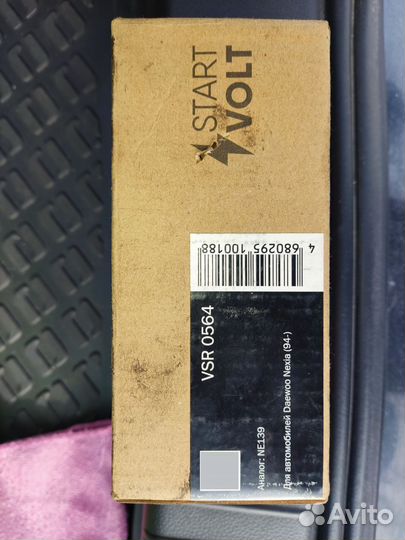 START
VOLT
4 680295 100188
VSR 0564
Аналог: NE139
Для автомобилей Daewoo Nexia (94-)
Avito